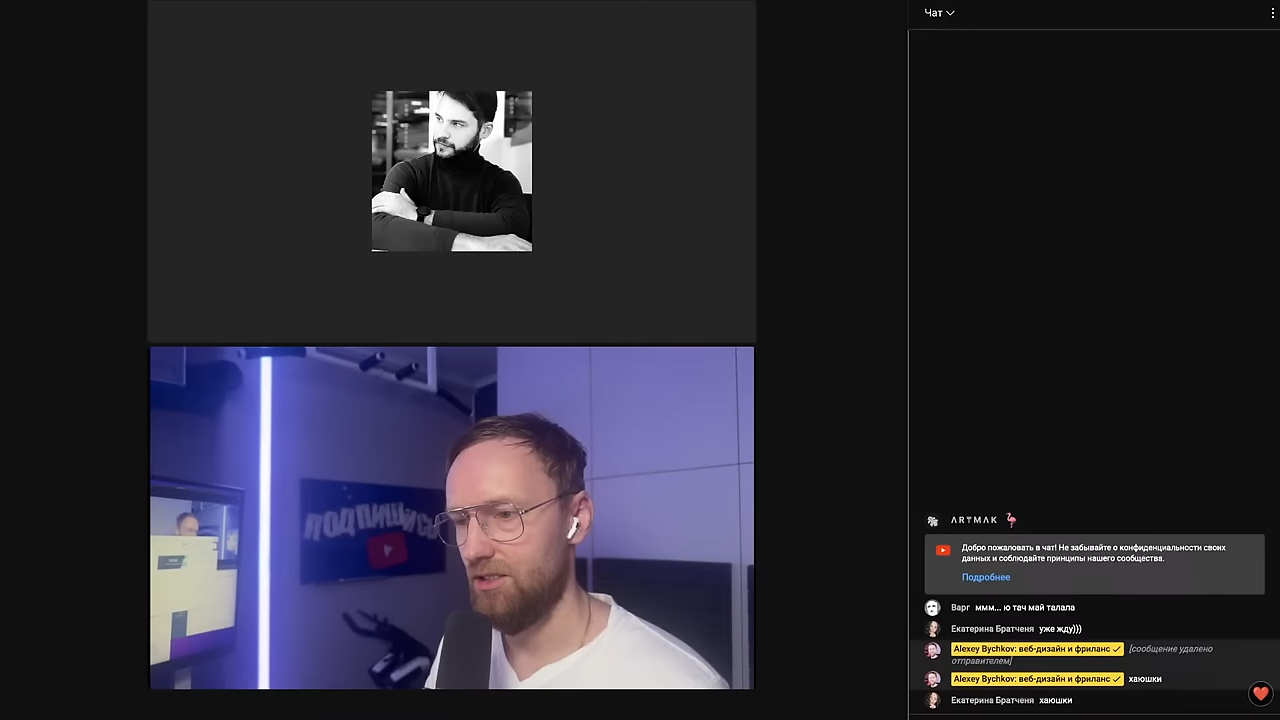 Чат
ПОДПИШИСЬ
ARTMAK
Добро пожаловать в чат! Не забывайте о конфиденциальности своих
данных и соблюдайте принципы нашего сообщества.
Подробнее
Варг ммм... ю тач май талала
Екатерина Братченя уже жду)))
Alexey Bychkov: веб-дизайн и фриланс [сообщение удалено
отправителем]
Alexey Bychkov: веб-дизайн и фриланс хаюшки
Екатерина Братченя хаюшки